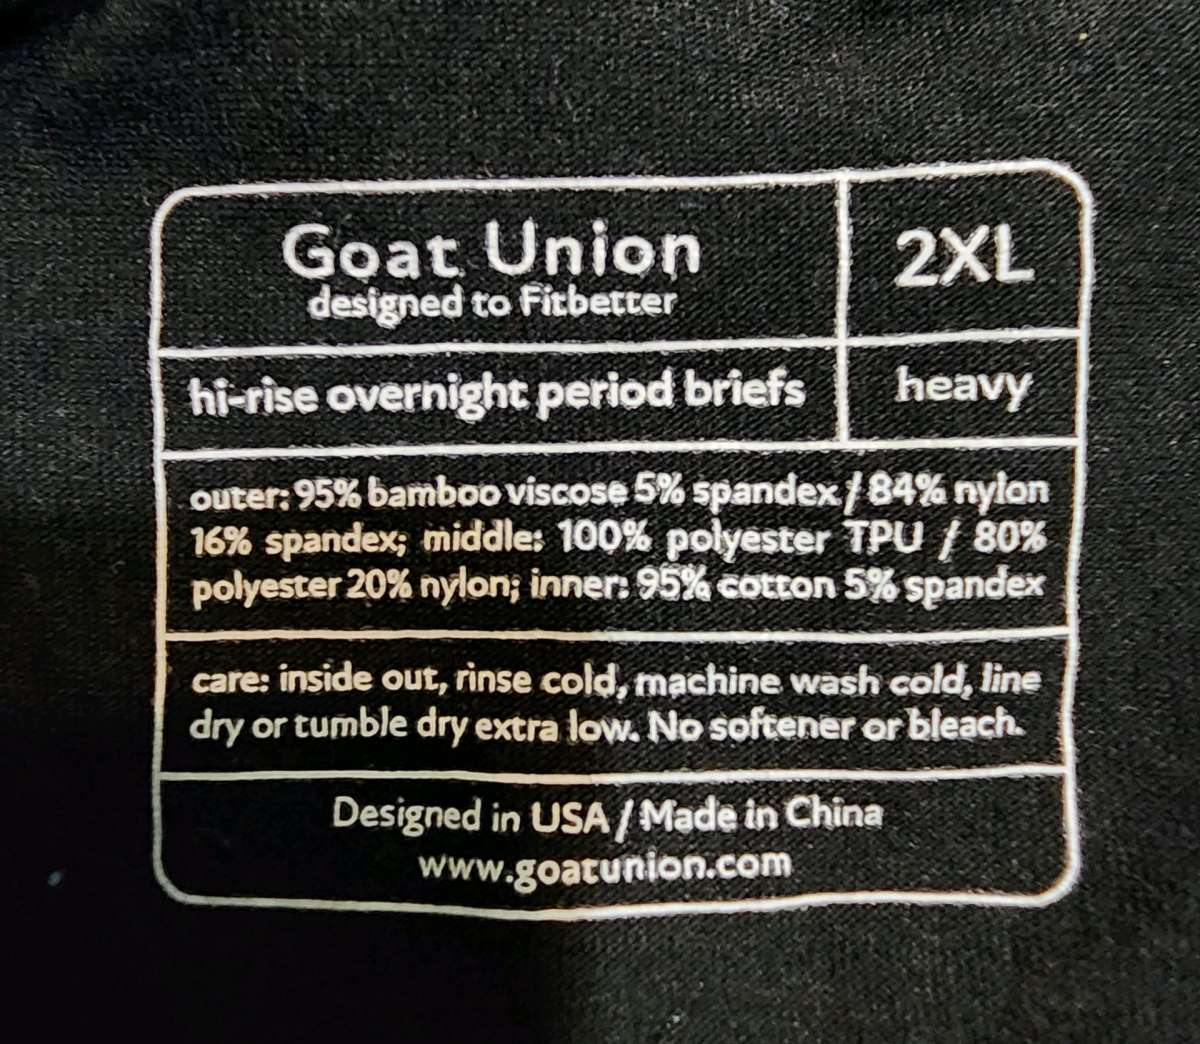 Goat Union
designed to Fitbetter
2XL
hi-rise overnight period briefs
heavy
outer: 95% bamboo viscose 5% spandex / 84% nylon
16% spandex; middle: 100% polyester TPU / 80%
polyester 20% nylon; inner: 95% cotton 5% spandex
care: inside out, rinse cold, machine wash cold, line
dry or tumble dry extra low. No softener or bleach.
Designed in USA / Made in China
www.goatunion.com